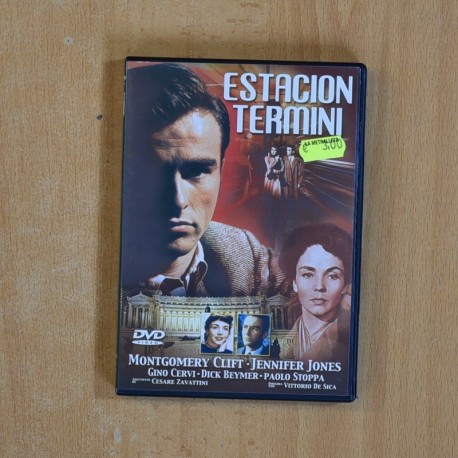 ESTACION
TERMINI
LA METRALLETA
€ 3,00
DVD
VIDEO
MONTGOMERY CLIFT · JENNIFER JONES
GINO CERVI · DICK BEYMER · PAOLO STOPPA
CESARE ZAVATTINI
VITTORIO DE SICA